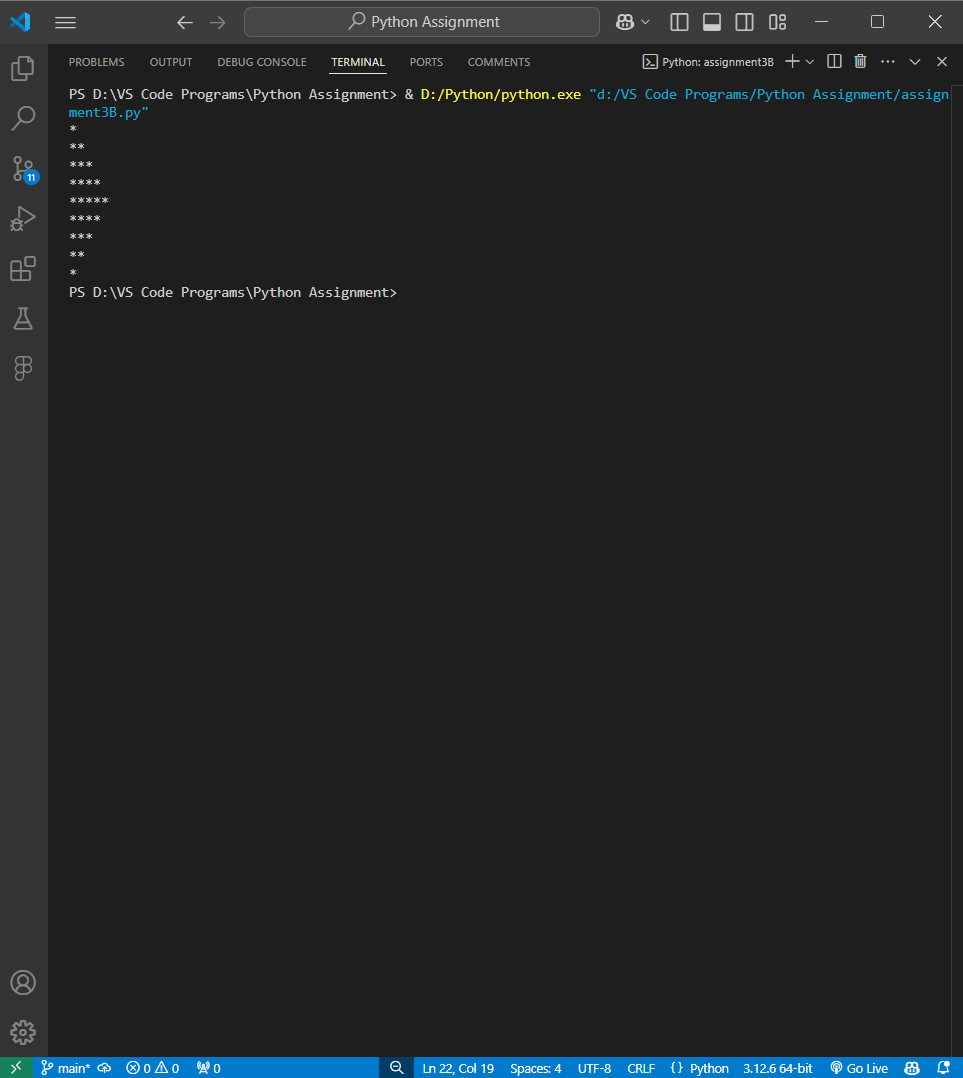 Python Assignment
PROBLEMS OUTPUT DEBUG CONSOLE TERMINAL PORTS COMMENTS Python: assignment3B
PS D:\VS Code Programs\Python Assignment> & D:/Python/python.exe "d:/VS Code Programs/Python Assignment/assign
ment3B.py"
*
**
***
****
*****
****
***
**
*
PS D:\VS Code Programs\Python Assignment>
11
main* 0 0 0 Ln 22, Col 19 Spaces: 4 UTF-8 CRLF {} Python 3.12.6 64-bit Go Live